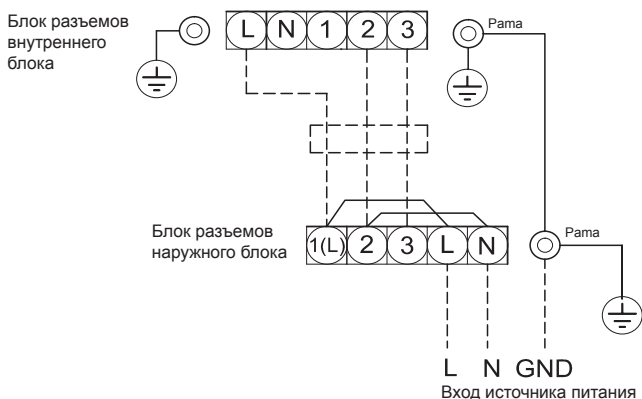 Блок разъемов
внутреннего
блока
L N 1 2 3
Рама
Блок разъемов
наружного блока
1(L) 2 3 L N
Рама
L N GND
Вход источника питания